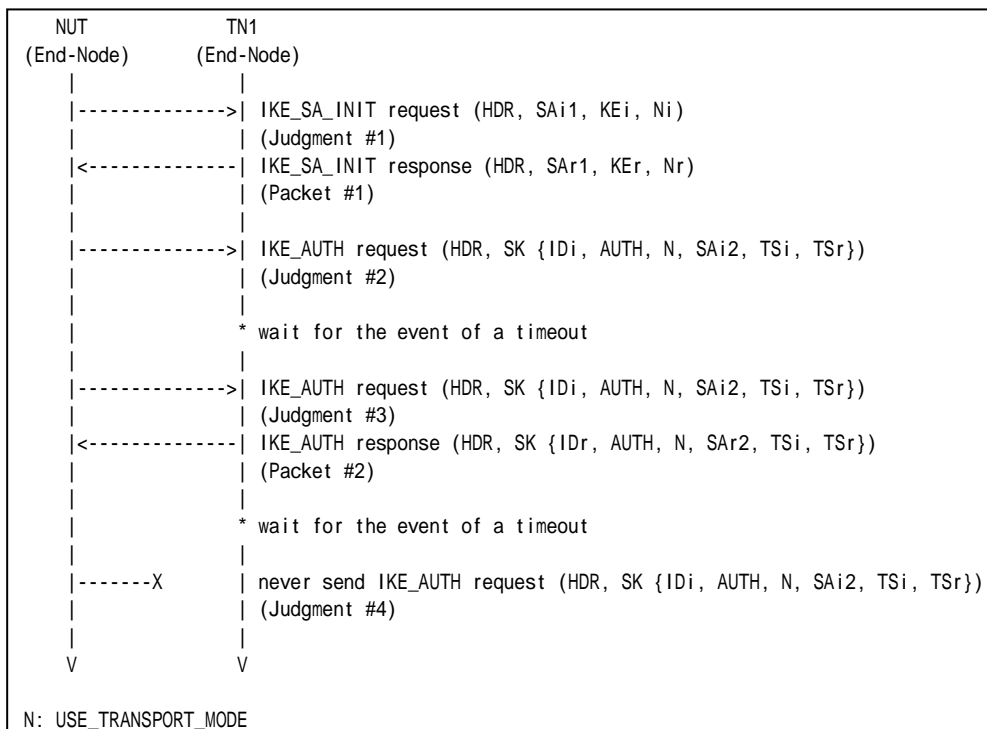 NUT TN1
(End-Node) (End-Node)
| |
|-------------->| IKE_SA_INIT request (HDR, SAi1, KEi, Ni)
| | (Judgment #1)
|<--------------| IKE_SA_INIT response (HDR, SAr1, KEr, Nr)
| | (Packet #1)
| |
|-------------->| IKE_AUTH request (HDR, SK {IDi, AUTH, N, SAi2, TSi, TSr})
| | (Judgment #2)
| |
| * wait for the event of a timeout
| |
|-------------->| IKE_AUTH request (HDR, SK {IDi, AUTH, N, SAi2, TSi, TSr})
| | (Judgment #3)
|<--------------| IKE_AUTH response (HDR, SK {IDr, AUTH, N, SAr2, TSi, TSr})
| | (Packet #2)
| |
| * wait for the event of a timeout
| |
|-------X | never send IKE_AUTH request (HDR, SK {IDi, AUTH, N, SAi2, TSi, TSr})
| | (Judgment #4)
| |
V V
N: USE_TRANSPORT_MODE